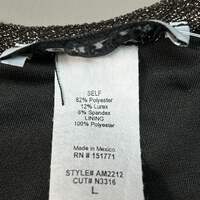 SELF
82% Polyester
12% Lurex
6% Spandex
LINING
100% Polyester
Made in Mexico
RN # 151771
STYLE# AM2212
CUT# N3316
L